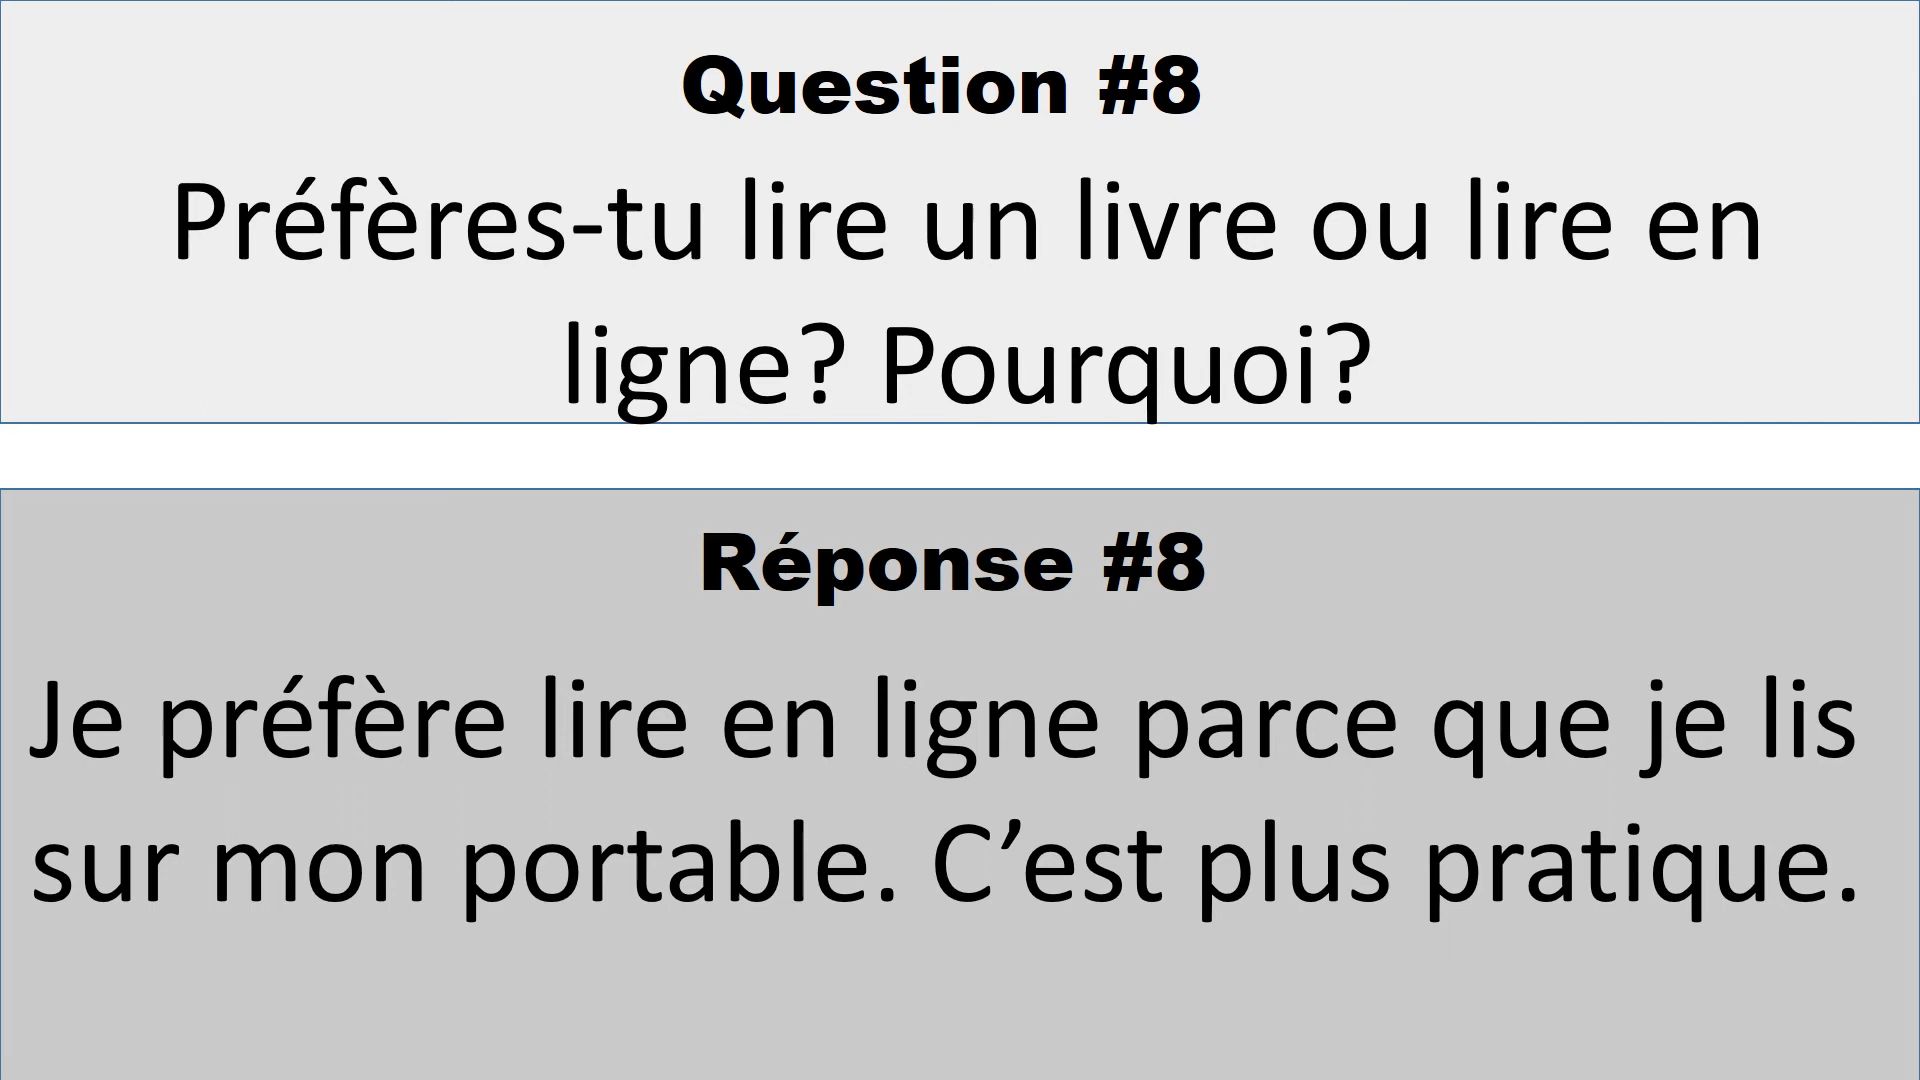 Question #8
Préfères-tu lire un livre ou lire en
ligne? Pourquoi?
Réponse #8
Je préfère lire en ligne parce que je lis
sur mon portable. C’est plus pratique.